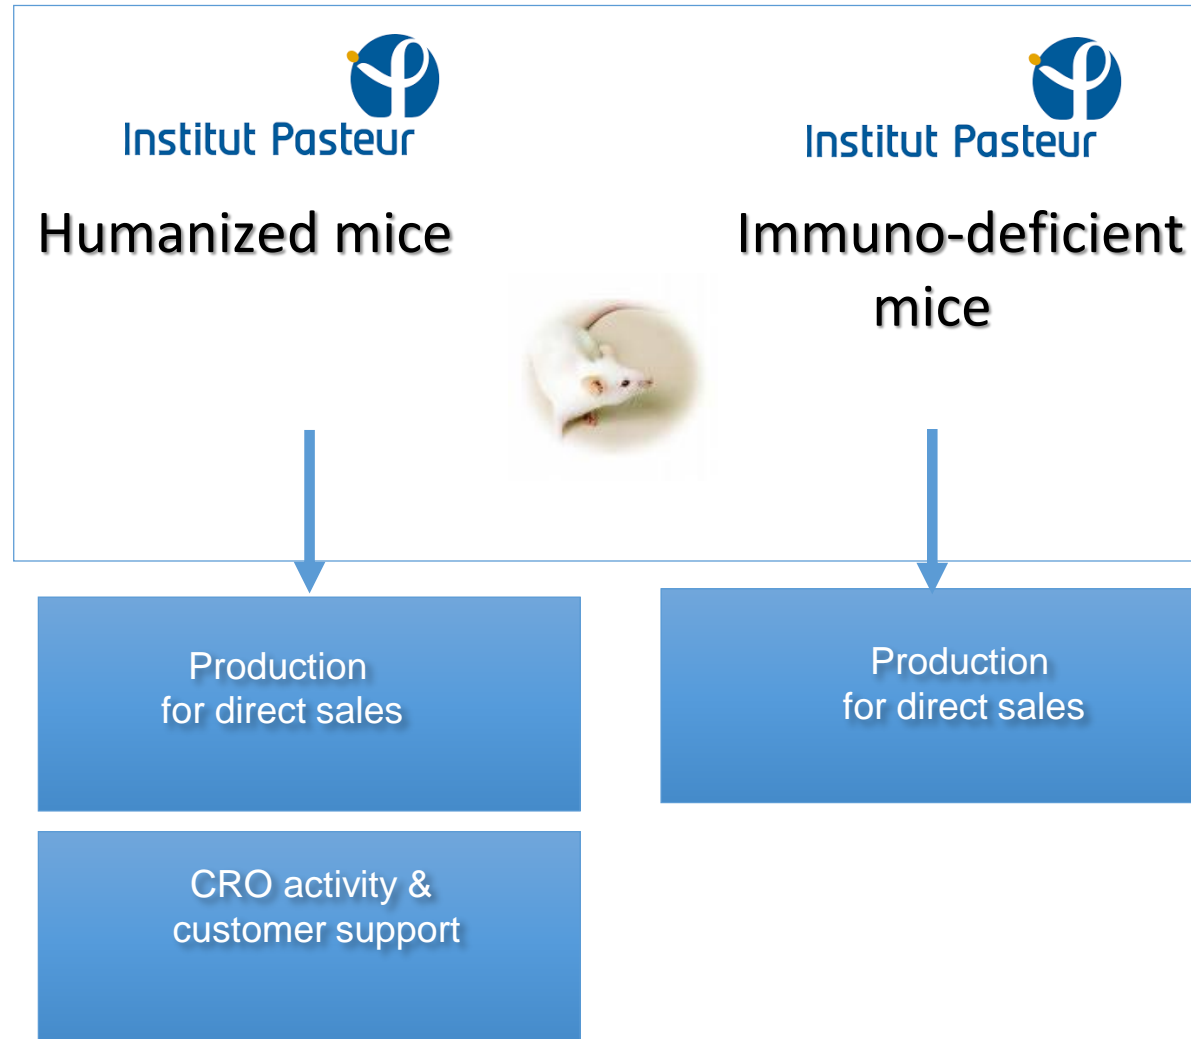 Institut Pasteur
Humanized mice
Institut Pasteur
Immuno-deficient
mice
Production
for direct sales
CRO activity &
customer support
Production
for direct sales